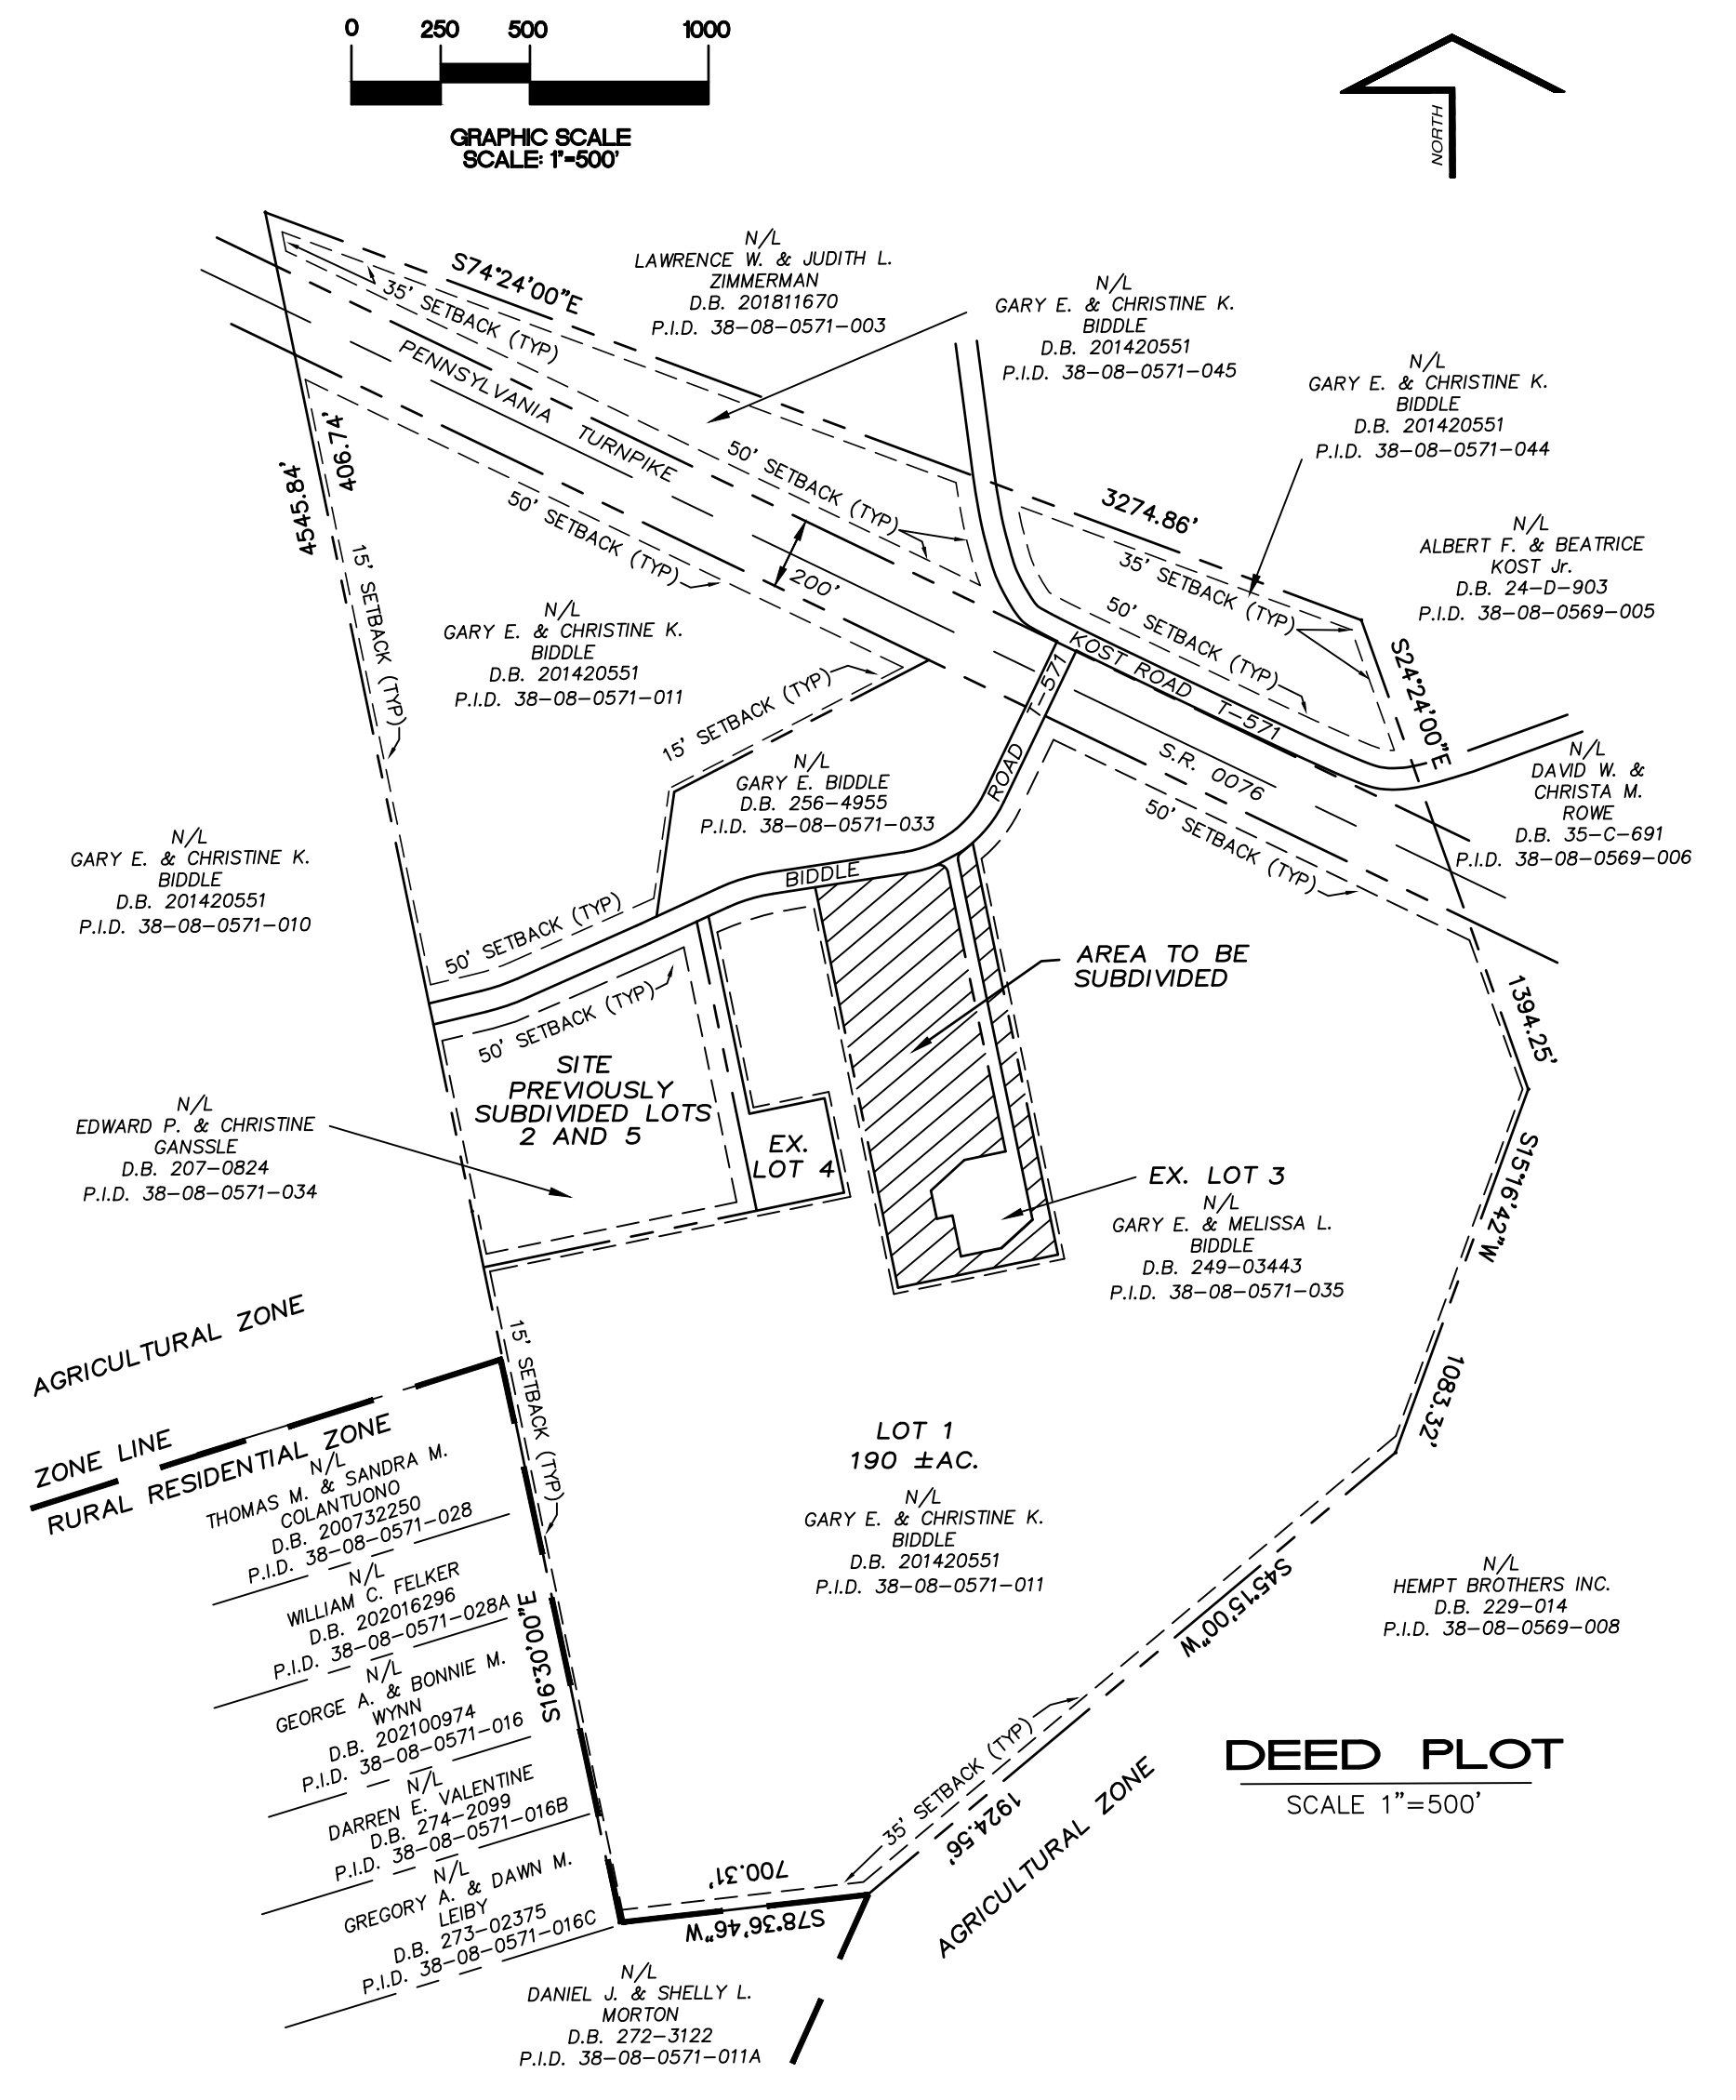 0 250 500 1000
GRAPHIC SCALE
SCALE: 1"=500'
NORTH
S74°24'00"E
35' SETBACK (TYP)
PENNSYLVANIA TURNPIKE
N/L
LAWRENCE W. & JUDITH L.
ZIMMERMAN
D.B. 201811670
P.I.D. 38-08-0571-003
N/L
GARY E. & CHRISTINE K.
BIDDLE
D.B. 201420551
P.I.D. 38-08-0571-045
N/L
GARY E. & CHRISTINE K.
BIDDLE
D.B. 201420551
P.I.D. 38-08-0571-044
4545.84'
406.74'
15' SETBACK (TYP)
50' SETBACK (TYP)
50' SETBACK (TYP)
200'
3274.86'
35' SETBACK (TYP)
50' SETBACK (TYP)
N/L
ALBERT F. & BEATRICE
KOST Jr.
D.B. 24-D-903
P.I.D. 38-08-0569-005
S24°24'00"E
N/L
GARY E. & CHRISTINE K.
BIDDLE
D.B. 201420551
P.I.D. 38-08-0571-011
15' SETBACK (TYP)
KOST ROAD T-571
BIDDLE ROAD T-571
S.R. 0076
50' SETBACK (TYP)
N/L
DAVID W. &
CHRISTA M.
ROWE
D.B. 35-C-691
P.I.D. 38-08-0569-006
N/L
GARY E. BIDDLE
D.B. 256-4955
P.I.D. 38-08-0571-033
N/L
GARY E. & CHRISTINE K.
BIDDLE
D.B. 201420551
P.I.D. 38-08-0571-010
50' SETBACK (TYP)
50' SETBACK (TYP)
AREA TO BE
SUBDIVIDED
1394.25'
SITE
PREVIOUSLY
SUBDIVIDED LOTS
2 AND 5
EX.
LOT 4
N/L
EDWARD P. & CHRISTINE
GANSSLE
D.B. 207-0824
P.I.D. 38-08-0571-034
EX. LOT 3
N/L
GARY E. & MELISSA L.
BIDDLE
D.B. 249-03443
P.I.D. 38-08-0571-035
S15°16'42"W
1083.32'
AGRICULTURAL ZONE
ZONE LINE
RURAL RESIDENTIAL ZONE
15' SETBACK (TYP)
LOT 1
190 ±AC.
N/L
GARY E. & CHRISTINE K.
BIDDLE
D.B. 201420551
P.I.D. 38-08-0571-011
N/L
THOMAS M. & SANDRA M.
COLANTUONO
D.B. 200732250
P.I.D. 38-08-0571-028
N/L
WILLIAM C. FELKER
D.B. 202016296
P.I.D. 38-08-0571-028A
N/L
GEORGE A. & BONNIE M.
WYNN
D.B. 202100974
P.I.D. 38-08-0571-016
N/L
DARREN E. VALENTINE
D.B. 274-2099
P.I.D. 38-08-0571-016B
N/L
GREGORY A. & DAWN M.
LEIBY
D.B. 273-02375
P.I.D. 38-08-0571-016C
S16°30'00"E
S45°15'00"W
N/L
HEMPT BROTHERS INC.
D.B. 229-014
P.I.D. 38-08-0569-008
35' SETBACK (TYP)
1924.56'
AGRICULTURAL ZONE
700.31'
S78°36'46"W
N/L
DANIEL J. & SHELLY L.
MORTON
D.B. 272-3122
P.I.D. 38-08-0571-011A
DEED PLOT
SCALE 1"=500'